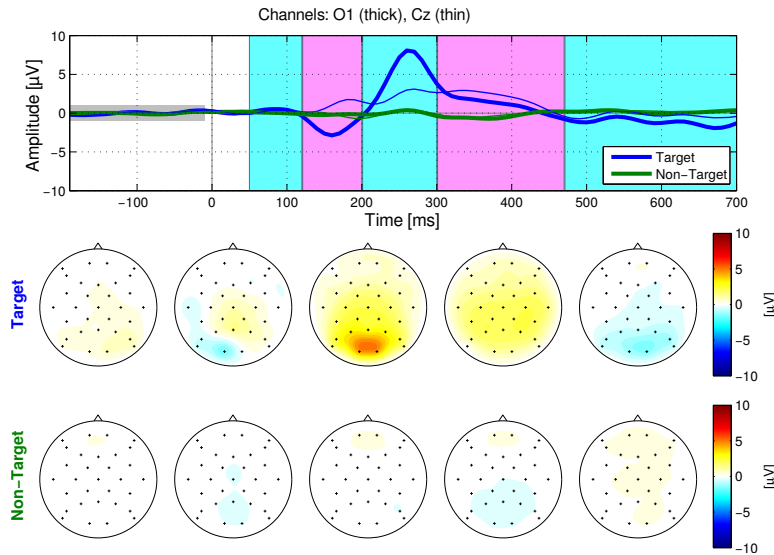 Channels: O1 (thick), Cz (thin)
Amplitude [µV]
10
5
0
−5
−10
Target
Non−Target
−100 0 100 200 300 400 500 600 700
Time [ms]
Target
10
5
0
−5
−10
[µV]
Non−Target
10
5
0
−5
−10
[µV]